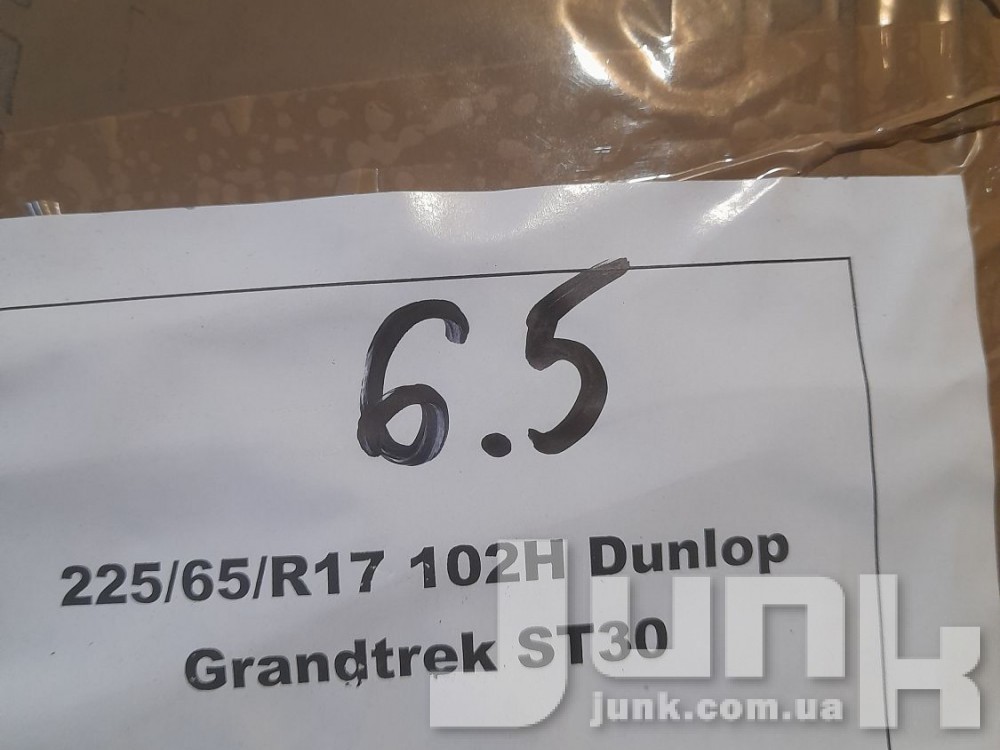 6.5
225/65/R17 102H Dunlop
Grandtrek ST30
junk
junk.com.ua